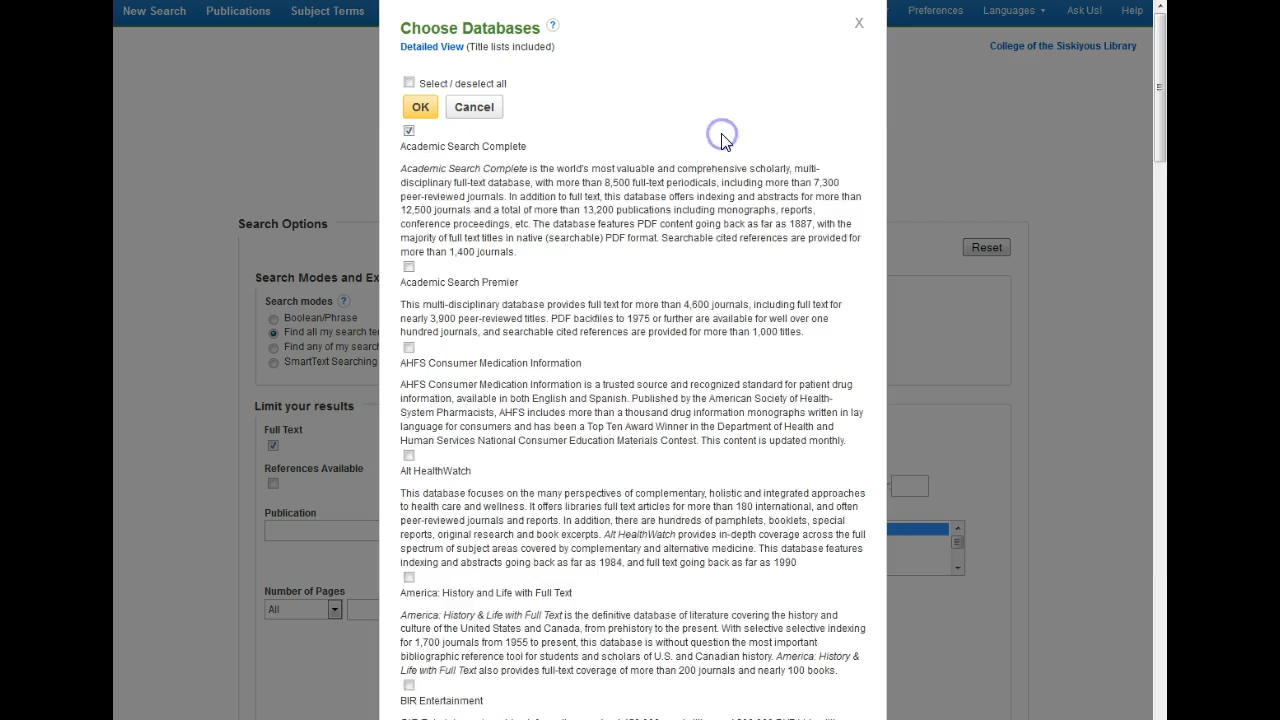 New Search Publications Subject Terms
Preferences Languages Ask Us! Help
College of the Siskiyous Library
Choose Databases ? X
Detailed View (Title lists included)
Select / deselect all
OK Cancel
Academic Search Complete
Academic Search Complete is the world's most valuable and comprehensive scholarly, multi-
disciplinary full-text database, with more than 8,500 full-text periodicals, including more than 7,300
peer-reviewed journals. In addition to full text, this database offers indexing and abstracts for more than
12,500 journals and a total of more than 13,200 publications including monographs, reports,
conference proceedings, etc. The database features PDF content going back as far as 1887, with the
majority of full text titles in native (searchable) PDF format. Searchable cited references are provided for
more than 1,400 journals.
Academic Search Premier
This multi-disciplinary database provides full text for more than 4,600 journals, including full text for
nearly 3,900 peer-reviewed titles. PDF backfiles to 1975 or further are available for well over one
hundred journals, and searchable cited references are provided for more than 1,000 titles.
AHFS Consumer Medication Information
AHFS Consumer Medication Information is a trusted source and recognized standard for patient drug
information, available in both English and Spanish. Published by the American Society of Health-
System Pharmacists, AHFS includes more than a thousand drug information monographs written in lay
language for consumers and has been a Top Ten Award Winner in the Department of Health and
Human Services National Consumer Education Materials Contest. This content is updated monthly.
Alt HealthWatch
This database focuses on the many perspectives of complementary, holistic and integrated approaches
to health care and wellness. It offers libraries full text articles for more than 180 international, and often
peer-reviewed journals and reports. In addition, there are hundreds of pamphlets, booklets, special
reports, original research and book excerpts. Alt HealthWatch provides in-depth coverage across the full
spectrum of subject areas covered by complementary and alternative medicine. This database features
indexing and abstracts going back as far as 1984, and full text going back as far as 1990
America: History and Life with Full Text
America: History & Life with Full Text is the definitive database of literature covering the history and
culture of the United States and Canada, from prehistory to the present. With selective selective indexing
for 1,700 journals from 1955 to present, this database is without question the most important
bibliographic reference tool for students and scholars of U.S. and Canadian history. America: History &
Life with Full Text also provides full-text coverage of more than 200 journals and nearly 100 books.
BIR Entertainment
Search Options
Reset
Search Modes and Ex
Search modes ?
Boolean/Phrase
Find all my search ter
Find any of my search
SmartText Searching
Limit your results
Full Text
References Available
Publication
Number of Pages
All